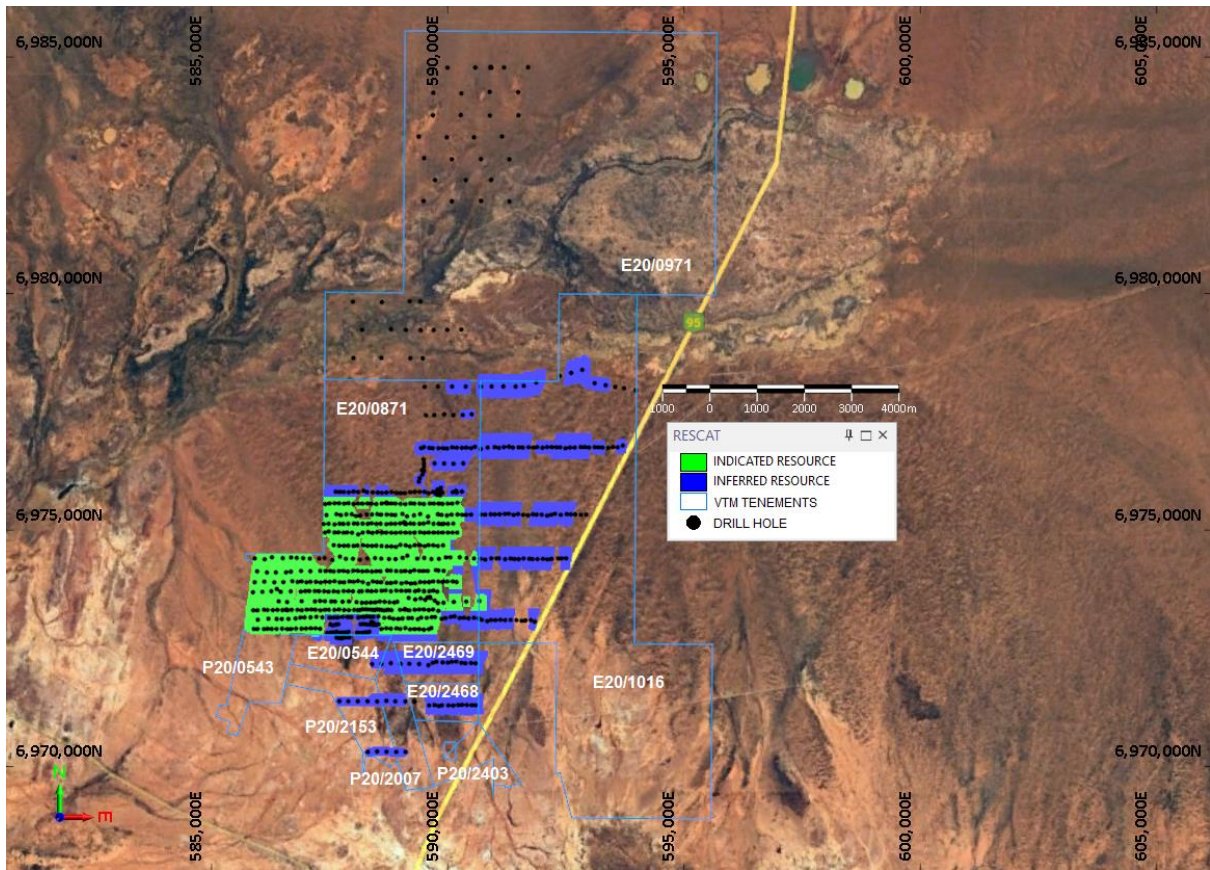 6,985,000N
585,000E
590,000E
595,000E
600,000E
605,000E
6,985,000N
6,980,000N
E20/0971
6,980,000N
95
E20/0871
1000 0 1000 2000 3000 4000m
RESCAT
INDICATED RESOURCE
INFERRED RESOURCE
VTM TENEMENTS
DRILL HOLE
6,975,000N
6,975,000N
P20/0543
E20/0544
E20/2469
E20/2468
E20/1016
P20/2153
P20/2007
P20/2403
6,970,000N
6,970,000N
N
E
585,000E
590,000E
595,000E
600,000E
605,000E